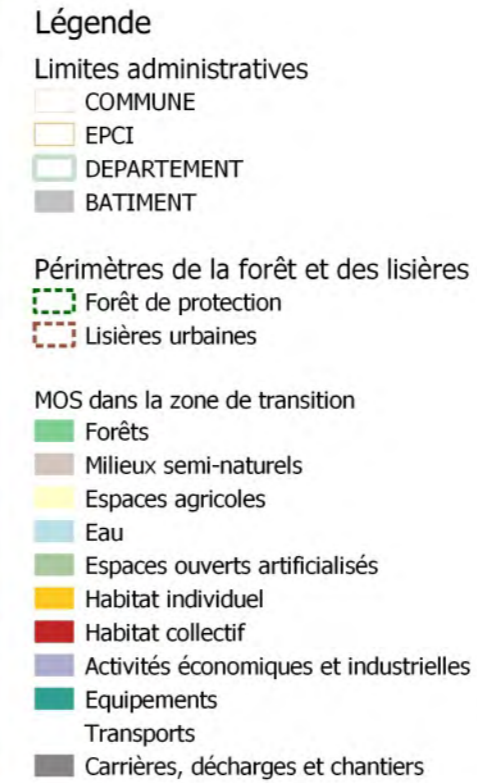 Légende
Limites administratives
COMMUNE
EPCI
DEPARTEMENT
BATIMENT
Périmètres de la forêt et des lisières
Forêt de protection
Lisières urbaines
MOS dans la zone de transition
Forêts
Milieux semi-naturels
Espaces agricoles
Eau
Espaces ouverts artificialisés
Habitat individuel
Habitat collectif
Activités économiques et industrielles
Equipements
Transports
Carrières, décharges et chantiers